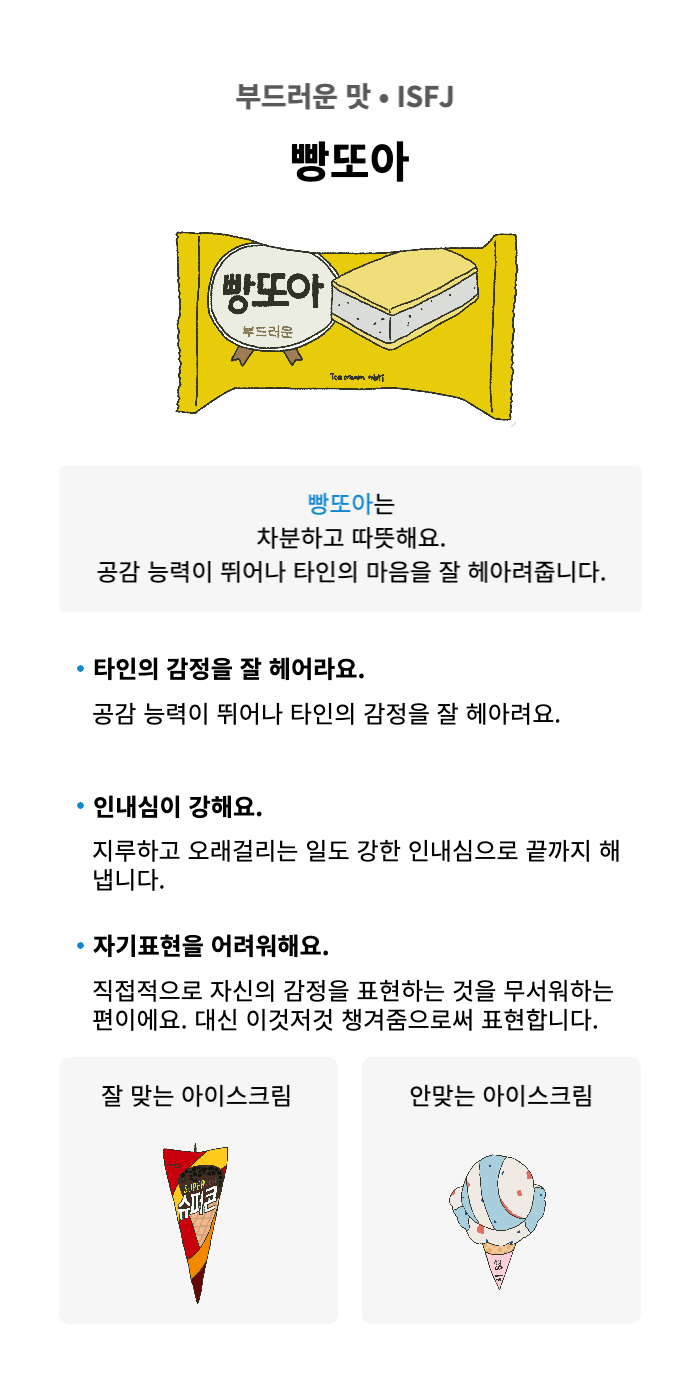 부드러운 맛 • ISFJ
빵또아
빵또아
부드러운
빵또아는
차분하고 따뜻해요.
공감 능력이 뛰어나 타인의 마음을 잘 헤아려줍니다.
• 타인의 감정을 잘 헤어라요.
공감 능력이 뛰어나 타인의 감정을 잘 헤아려요.
• 인내심이 강해요.
지루하고 오래걸리는 일도 강한 인내심으로 끝까지 해
냅니다.
• 자기표현을 어려워해요.
직접적으로 자신의 감정을 표현하는 것을 무서워하는
편이에요. 대신 이것저것 챙겨줌으로써 표현합니다.
잘 맞는 아이스크림
안맞는 아이스크림
SUPER
슈퍼콘